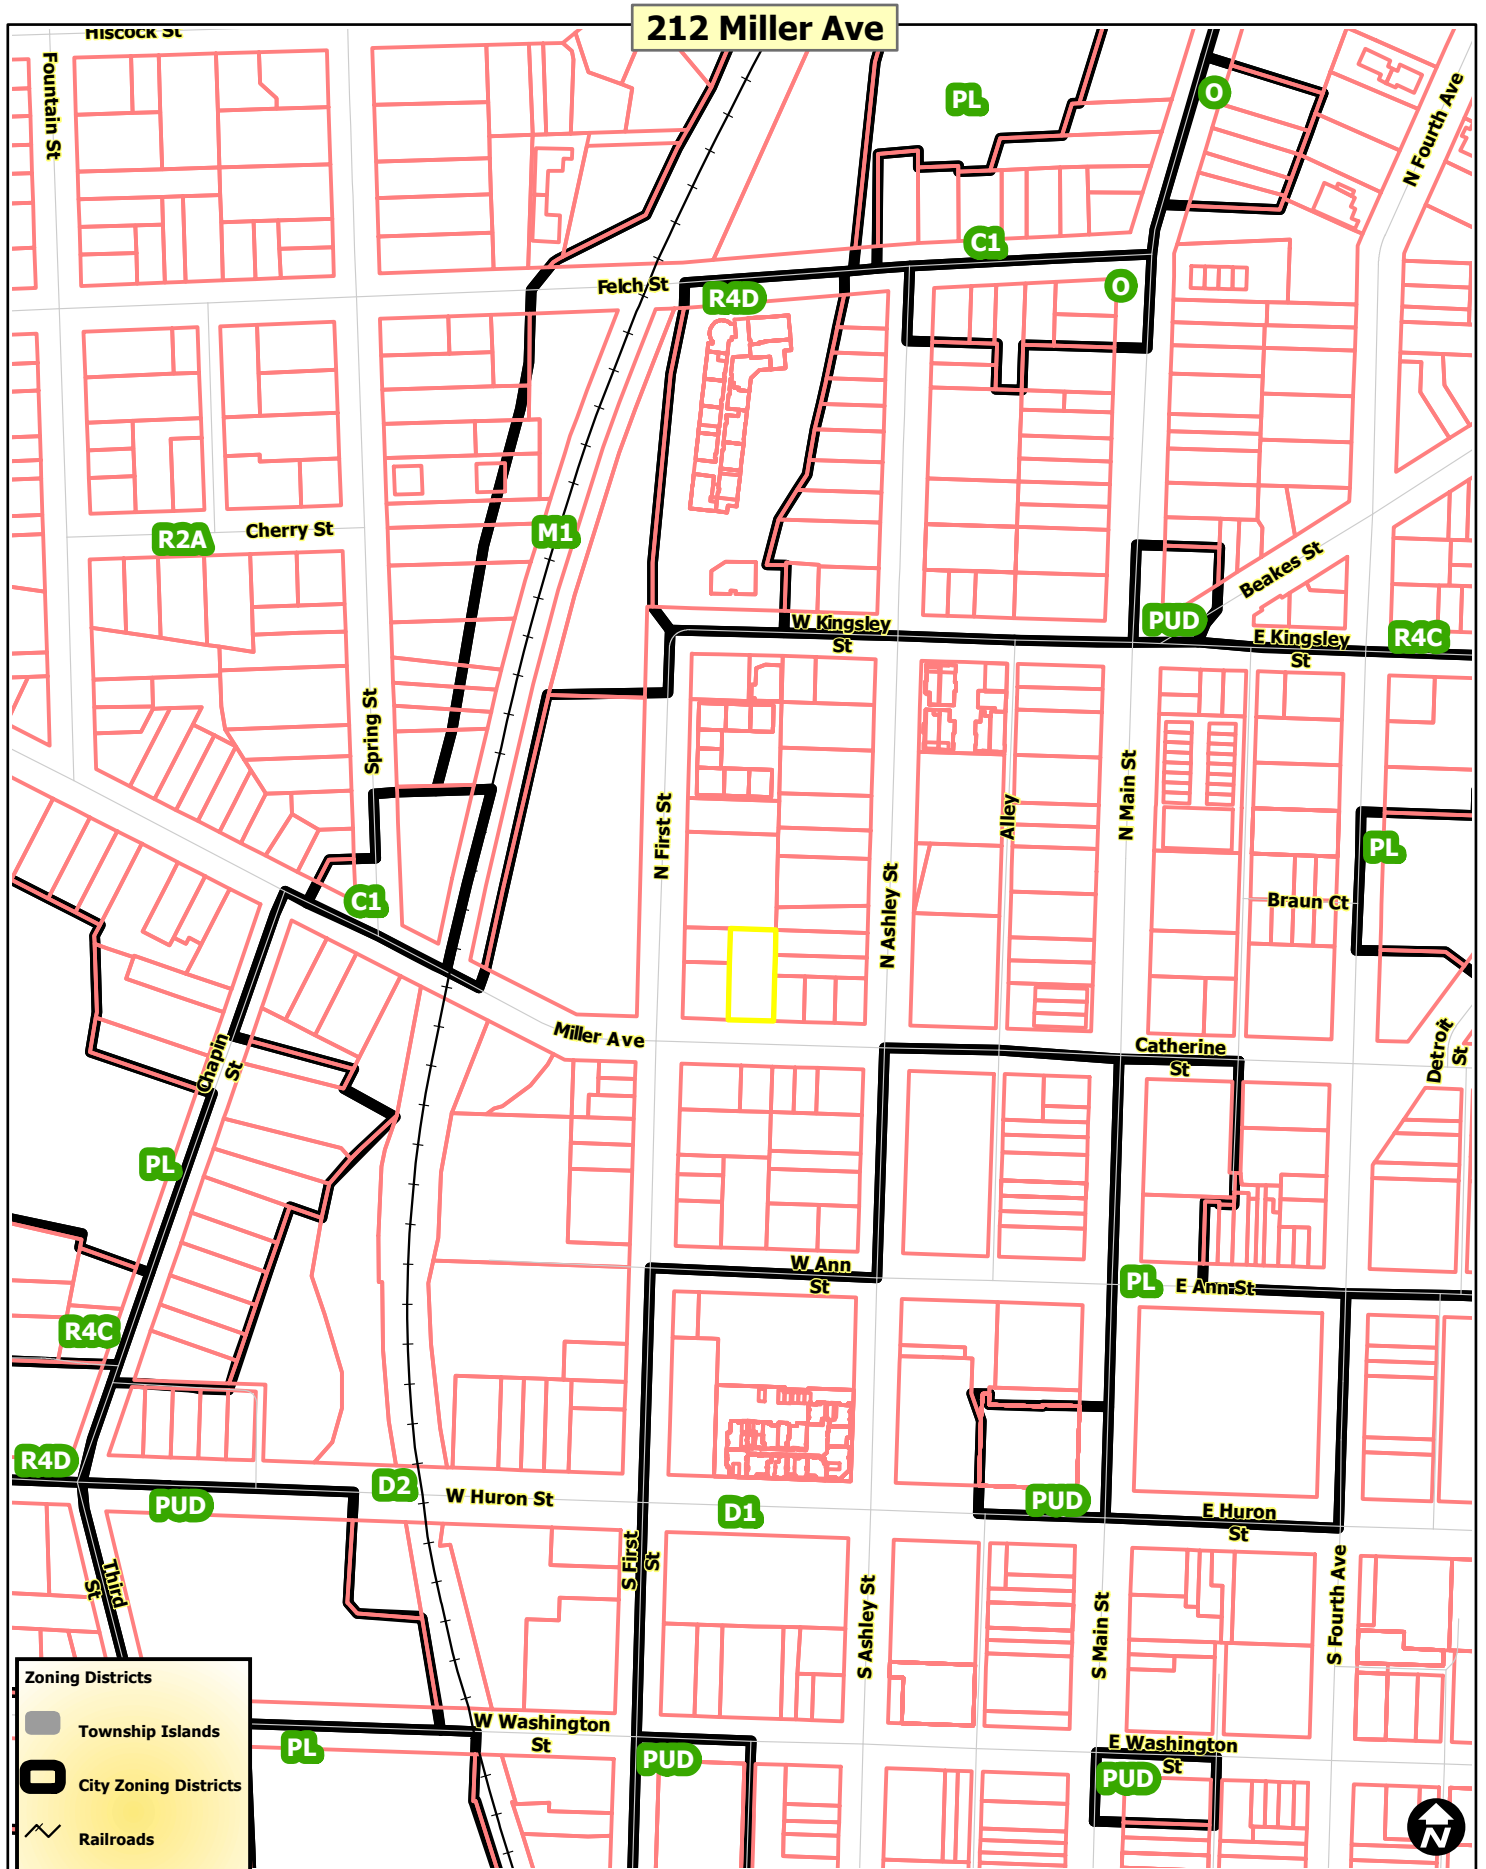 212 Miller Ave
Hiscock St
Fountain St
PL
O
N Fourth Ave
C1
Felch St
R4D
O
R2A
Cherry St
M1
Beakes St
PUD
W Kingsley
St
E Kingsley
St
R4C
Spring St
N First St
Alley
N Main St
PL
N Ashley St
Braun Ct
C1
Miller Ave
Catherine
St
Detroit
St
Chapin
St
PL
W Ann
St
PL
E Ann St
R4C
R4D
PUD
D2
W Huron St
D1
PUD
E Huron
St
Third
St
S First
St
S Ashley St
S Main St
S Fourth Ave
Zoning Districts
Township Islands
City Zoning Districts
Railroads
PL
W Washington
St
PUD
E Washington
St
PUD
N